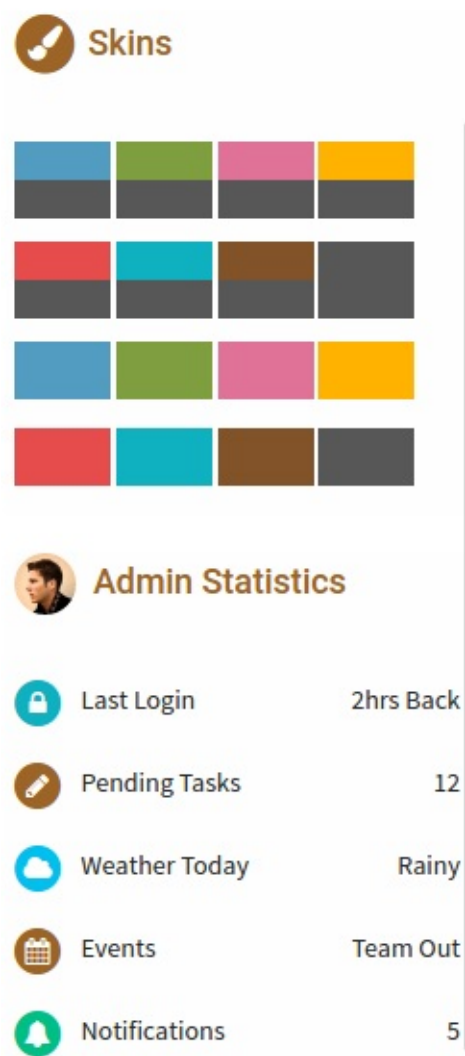 Skins
Admin Statistics
Last Login 2hrs Back
Pending Tasks 12
Weather Today Rainy
Events Team Out
Notifications 5